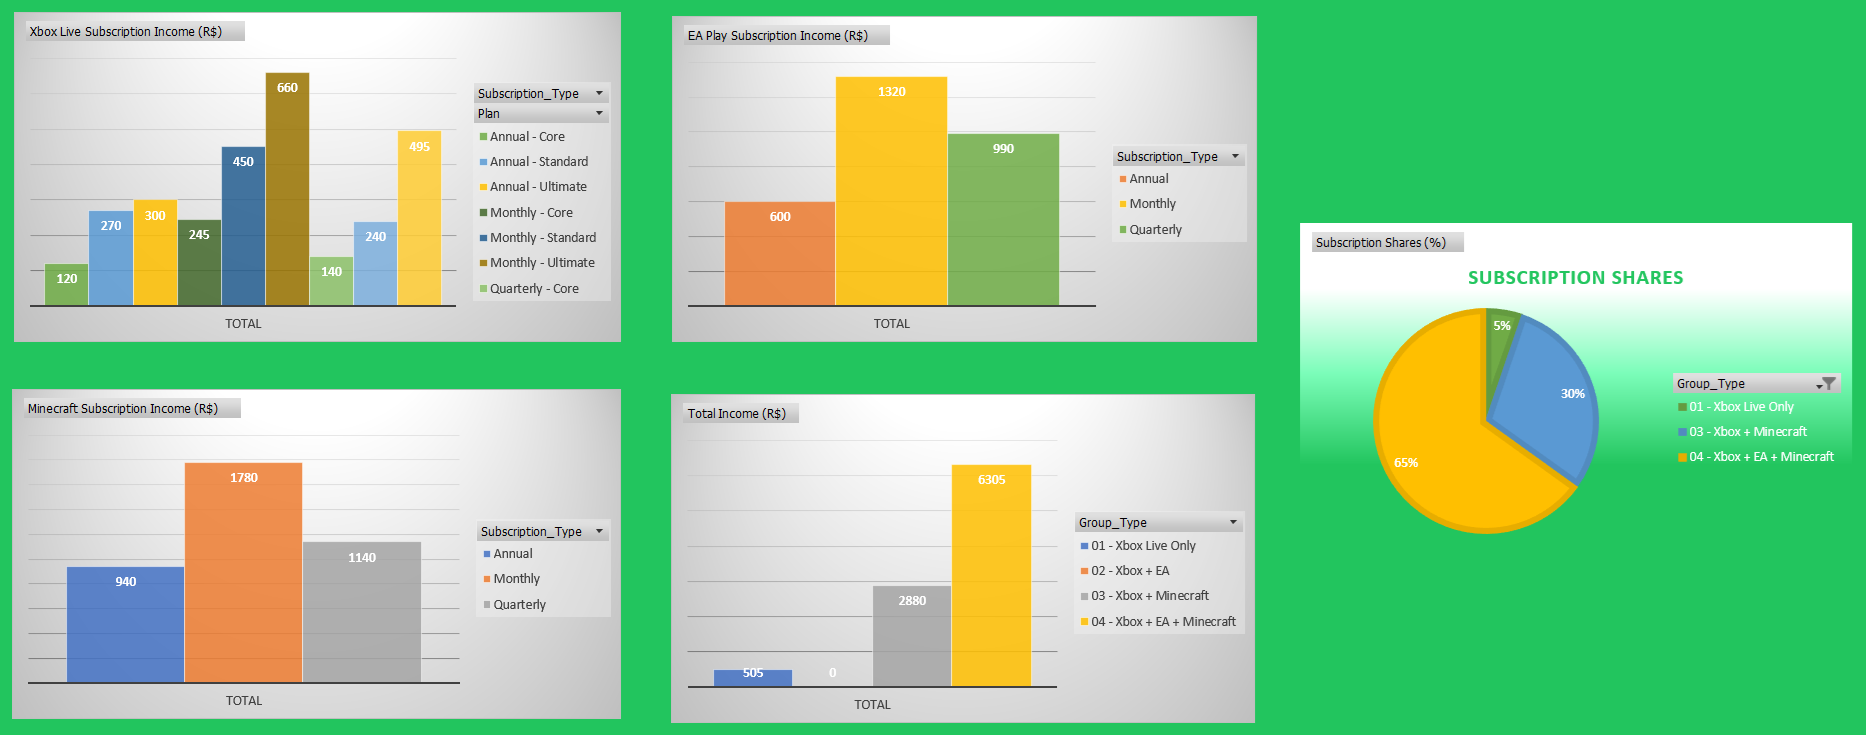 Xbox Live Subscription Income (R$)
120
270
300
245
450
660
140
240
495
TOTAL
Subscription_Type
Plan
Annual - Core
Annual - Standard
Annual - Ultimate
Monthly - Core
Monthly - Standard
Monthly - Ultimate
Quarterly - Core
EA Play Subscription Income (R$)
600
1320
990
TOTAL
Subscription_Type
Annual
Monthly
Quarterly
Minecraft Subscription Income (R$)
940
1780
1140
TOTAL
Subscription_Type
Annual
Monthly
Quarterly
Total Income (R$)
505
0
2880
6305
TOTAL
Group_Type
01 - Xbox Live Only
02 - Xbox + EA
03 - Xbox + Minecraft
04 - Xbox + EA + Minecraft
Subscription Shares (%)
SUBSCRIPTION SHARES
5%
30%
65%
Group_Type
01 - Xbox Live Only
03 - Xbox + Minecraft
04 - Xbox + EA + Minecraft